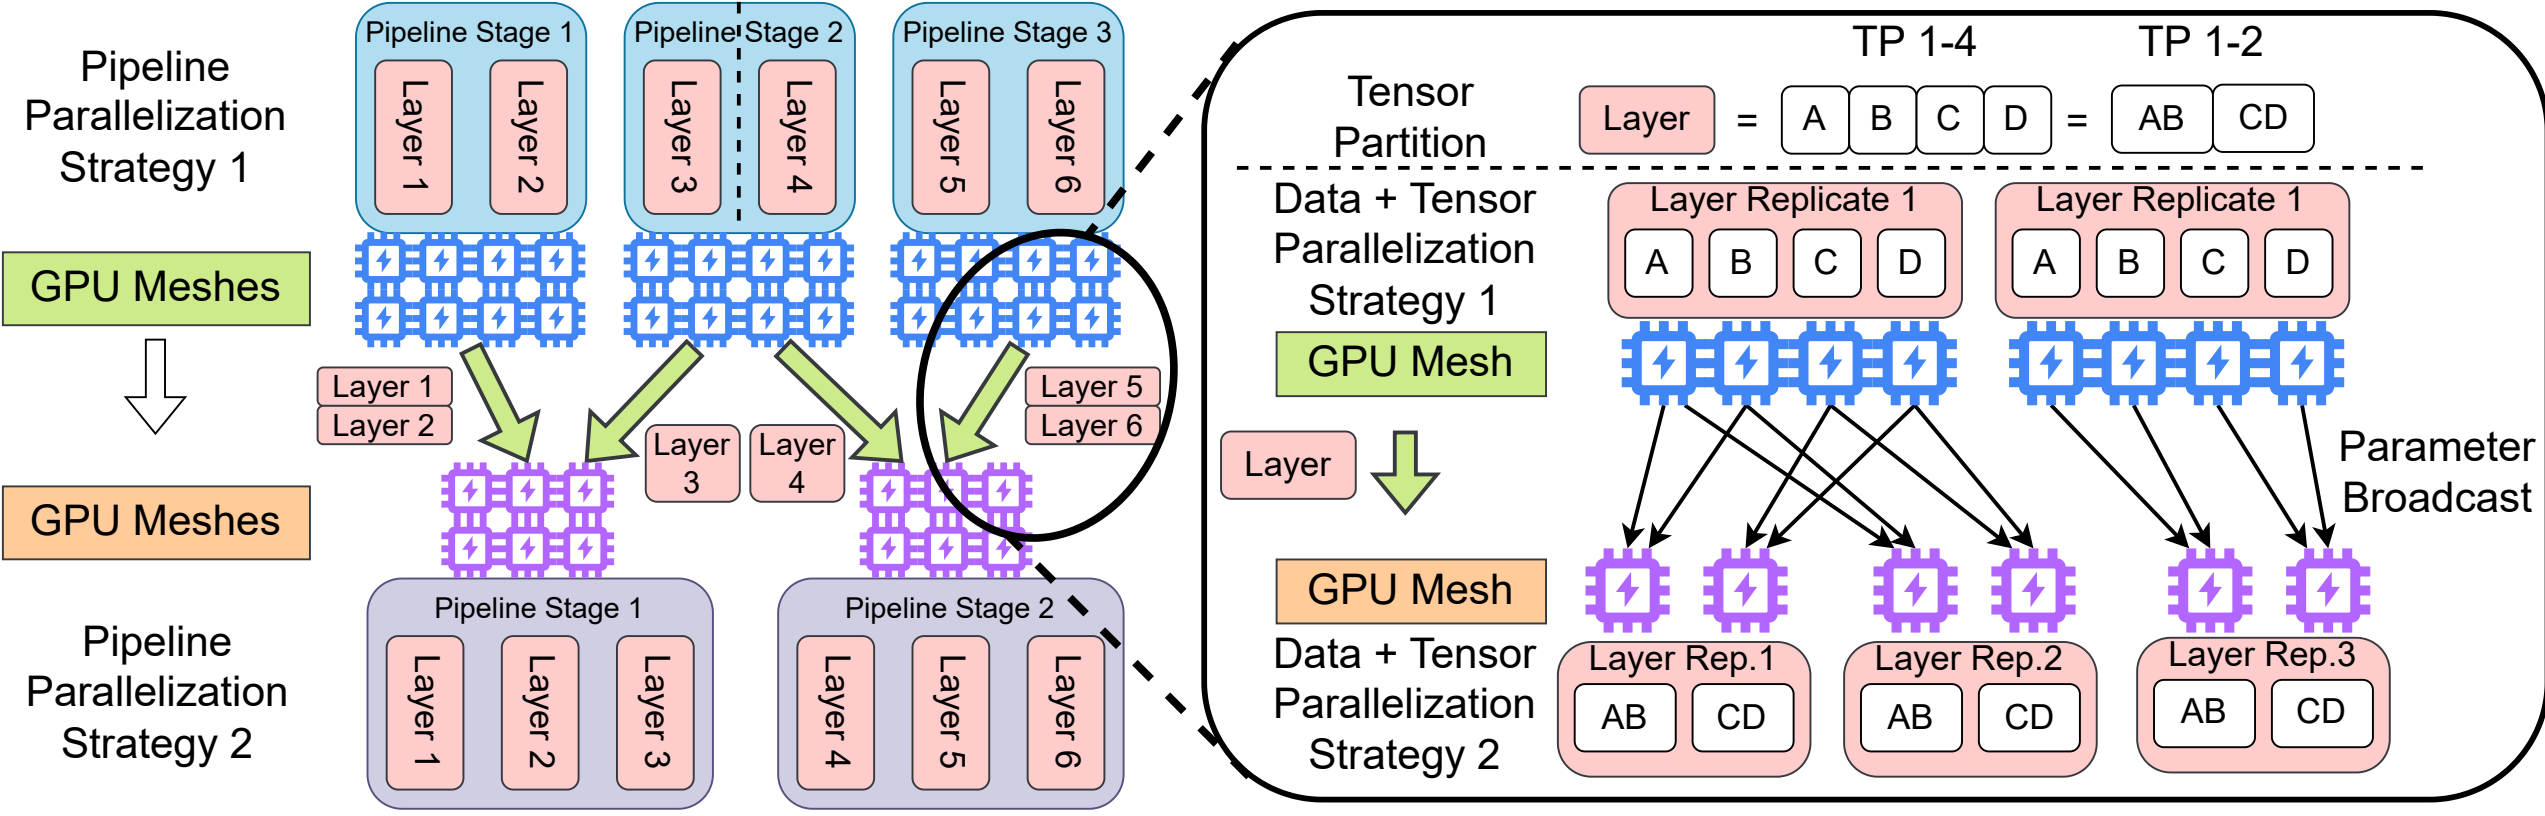 Pipeline
Parallelization
Strategy 1
Pipeline Stage 1
Layer 1
Layer 2
Pipeline Stage 2
Layer 3
Layer 4
Pipeline Stage 3
Layer 5
Layer 6
GPU Meshes
Layer 1
Layer 2
Layer
3
Layer
4
Layer 5
Layer 6
GPU Meshes
Pipeline
Parallelization
Strategy 2
Pipeline Stage 1
Layer 1
Layer 2
Layer 3
Pipeline Stage 2
Layer 4
Layer 5
Layer 6
TP 1-4
TP 1-2
Tensor
Partition
Layer = A B C D = AB CD
Data + Tensor
Parallelization
Strategy 1
Layer Replicate 1
A B C D
Layer Replicate 1
A B C D
GPU Mesh
Layer
Parameter
Broadcast
GPU Mesh
Data + Tensor
Parallelization
Strategy 2
Layer Rep.1
AB CD
Layer Rep.2
AB CD
Layer Rep.3
AB CD